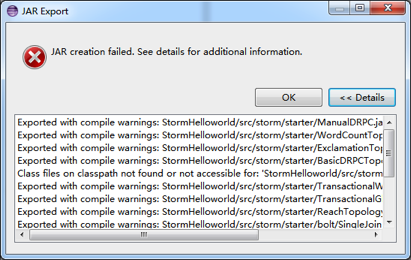 JAR Export
JAR creation failed. See details for additional information.
OK
<< Details
Exported with compile warnings: StormHelloworld/src/storm/starter/ManualDRPC.ja
Exported with compile warnings: StormHelloworld/src/storm/starter/WordCountTop
Exported with compile warnings: StormHelloworld/src/storm/starter/ExclamationTop
Exported with compile warnings: StormHelloworld/src/storm/starter/BasicDRPCTopo
Class files on classpath not found or not accessible for: 'StormHelloworld/src/storm
Exported with compile warnings: StormHelloworld/src/storm/starter/TransactionalW
Exported with compile warnings: StormHelloworld/src/storm/starter/TransactionalG
Exported with compile warnings: StormHelloworld/src/storm/starter/ReachTopology
Exported with compile warnings: StormHelloworld/src/storm/starter/bolt/SingleJoin